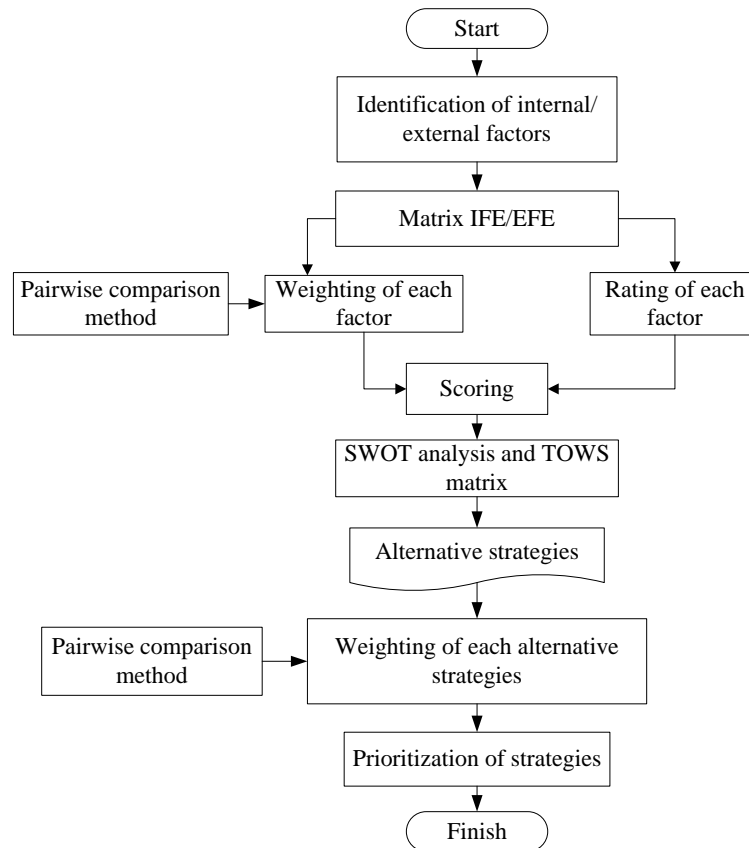 Start
Identification of internal/
external factors
Matrix IFE/EFE
Pairwise comparison
method
Weighting of each
factor
Rating of each
factor
Scoring
SWOT analysis and TOWS
matrix
Alternative strategies
Pairwise comparison
method
Weighting of each alternative
strategies
Prioritization of strategies
Finish